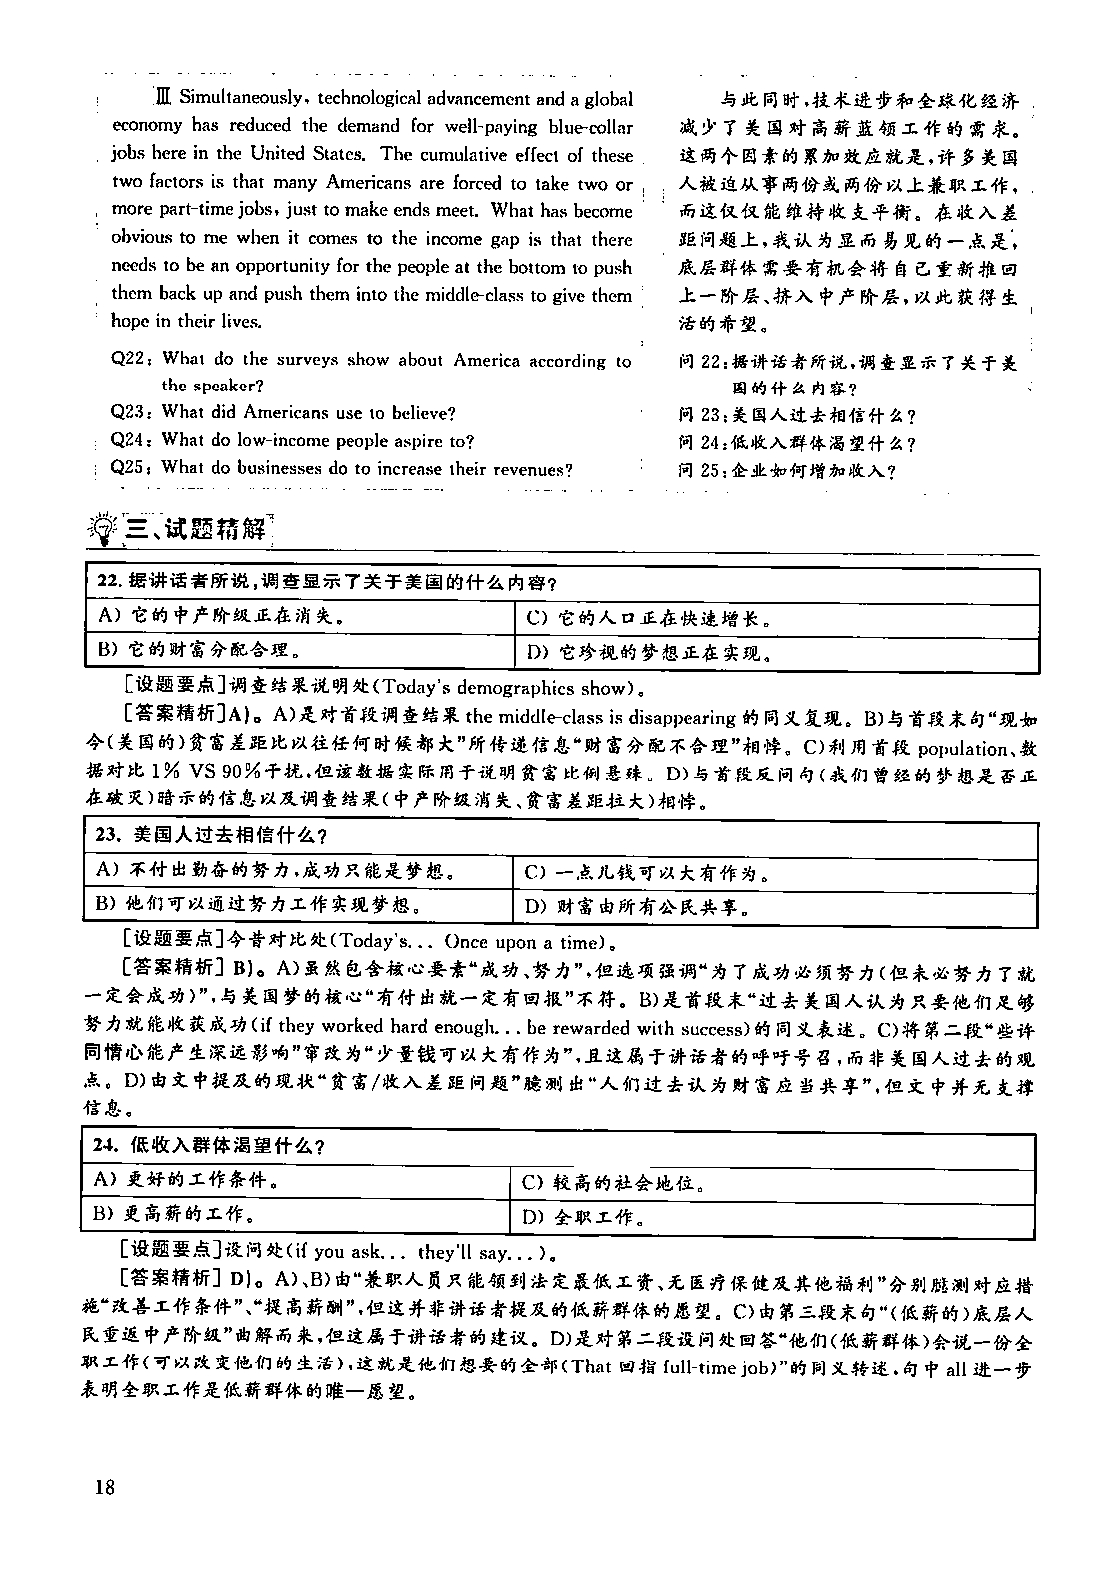 Ⅲ Simultaneously, technological advancement and a global
economy has reduced the demand for well-paying blue-collar
jobs here in the United States. The cumulative effect of these
two factors is that many Americans are forced to take two or
more part-time jobs, just to make ends meet. What has become
obvious to me when it comes to the income gap is that there
needs to be an opportunity for the people at the bottom to push
them back up and push them into the middle-class to give them
hope in their lives.
Q22: What do the surveys show about America according to
the speaker?
Q23: What did Americans use to believe?
Q24: What do low-income people aspire to?
Q25: What do businesses do to increase their revenues?
与此同时,技术进步和全球化经济
减少了美国对高薪蓝领工作的需求。
这两个因素的累加效应就是,许多美国
人被迫从事两份或两份以上兼职工作,
而这仅仅能维持收支平衡。在收入差
距问题上,我认为显而易见的一点是,
底层群体需要有机会将自己重新推回
上一阶层、挤入中产阶层,以此获得生
活的希望。
问 22:据讲话者所说,调查显示了关于美
国的什么内容?
问 23:美国人过去相信什么?
问 24:低收入群体渴望什么?
问 25:企业如何增加收入?
三、试题精解
22. 据讲话者所说,调查显示了关于美国的什么内容?
A) 它的中产阶级正在消失。
C) 它的人口正在快速增长。
B) 它的财富分配合理。
D) 它珍视的梦想正在实现。
[设题要点]调查结果说明处(Today's demographics show)。
[答案精析]A)。A)是对首段调查结果 the middle-class is disappearing 的同义复现。B)与首段末句“现如
今(美国的)贫富差距比以往任何时候都大”所传递信息“财富分配不合理”相悖。C)利用首段 population、数
据对比 1% VS 90%干扰,但该数据实际用于说明贫富比例悬殊。D)与首段反问句(我们曾经的梦想是否正
在破灭)暗示的信息以及调查结果(中产阶级消失、贫富差距拉大)相悖。
23. 美国人过去相信什么?
A) 不付出勤奋的努力,成功只能是梦想。
C) 一点儿钱可以大有作为。
B) 他们可以通过努力工作实现梦想。
D) 财富由所有公民共享。
[设题要点]今昔对比处(Today's... Once upon a time)。
[答案精析] B)。A)虽然包含核心要素“成功、努力”,但选项强调“为了成功必须努力(但未必努力了就
一定会成功)”,与美国梦的核心“有付出就一定有回报”不符。B)是首段末“过去美国人认为只要他们足够
努力就能收获成功(if they worked hard enough... be rewarded with success)的同义表述。C)将第二段“些许
同情心能产生深远影响”窜改为“少量钱可以大有作为”,且这属于讲话者的呼吁号召,而非美国人过去的观
点。D)由文中提及的现状“贫富/收入差距问题”臆测出“人们过去认为财富应当共享”,但文中并无支撑
信息。
24. 低收入群体渴望什么?
A) 更好的工作条件。
C) 较高的社会地位。
B) 更高薪的工作。
D) 全职工作。
[设题要点]设问处(if you ask... they'll say...)。
[答案精析] D)。A)、B)由“兼职人员只能领到法定最低工资、无医疗保健及其他福利”分别臆测对应措
施“改善工作条件”、“提高薪酬”,但这并非讲话者提及的低薪群体的愿望。C)由第三段末句“(低薪的)底层人
民重返中产阶级”曲解而来,但这属于讲话者的建议。D)是对第二段设问处回答“他们(低薪群体)会说一份全
职工作(可以改变他们的生活),这就是他们想要的全部(That 回指 full-time job)”的同义转述,句中 all 进一步
表明全职工作是低薪群体的唯一愿望。
18